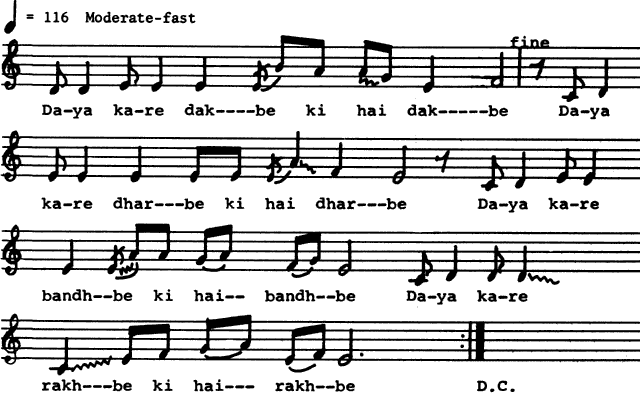 = 116 Moderate-fast
fine
Da-ya ka-re dak----be ki hai dak-----be Da-ya
ka-re dhar---be ki hai dhar---be Da-ya ka-re
bandh--be ki hai-- bandh--be Da-ya ka-re
rakh---be ki hai--- rakh--be D.C.